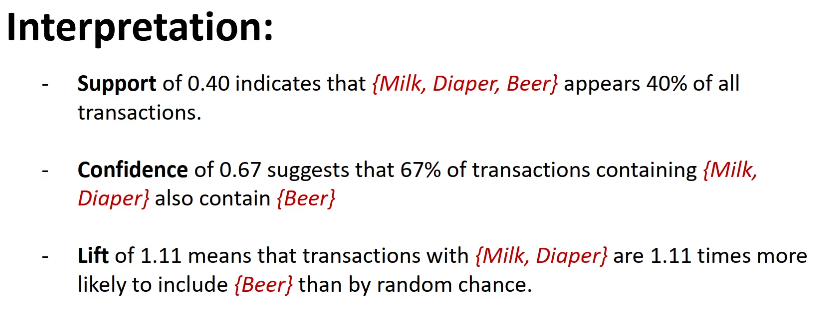 Interpretation:
- Support of 0.40 indicates that {Milk, Diaper, Beer} appears 40% of all
transactions.
- Confidence of 0.67 suggests that 67% of transactions containing {Milk,
Diaper} also contain {Beer}
- Lift of 1.11 means that transactions with {Milk, Diaper} are 1.11 times more
likely to include {Beer} than by random chance.